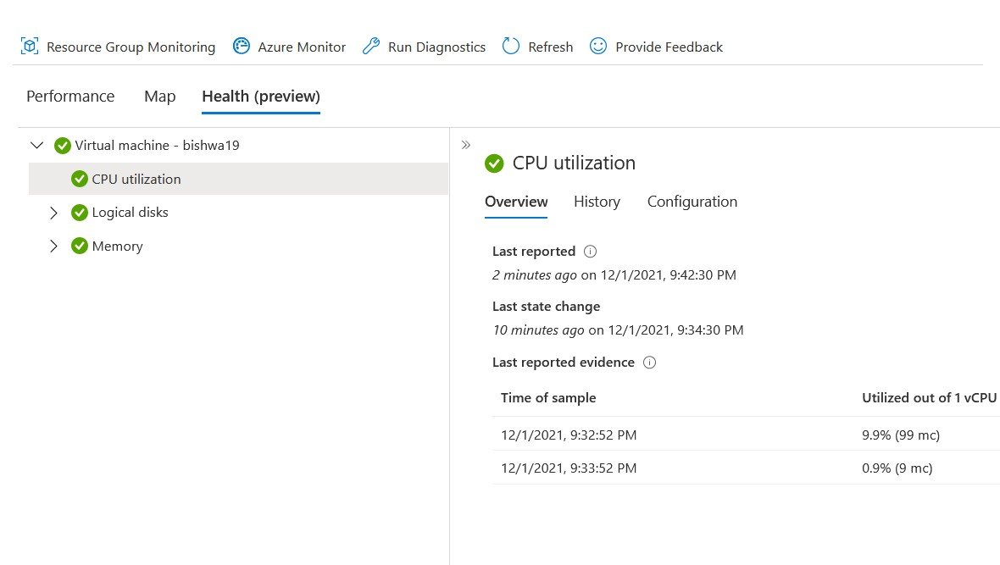 Resource Group Monitoring Azure Monitor Run Diagnostics Refresh Provide Feedback
Performance Map Health (preview)
Virtual machine - bishwa19
CPU utilization
Logical disks
Memory
CPU utilization
Overview History Configuration
Last reported
2 minutes ago on 12/1/2021, 9:42:30 PM
Last state change
10 minutes ago on 12/1/2021, 9:34:30 PM
Last reported evidence
Time of sample Utilized out of 1 vCPU
12/1/2021, 9:32:52 PM 9.9% (99 mc)
12/1/2021, 9:33:52 PM 0.9% (9 mc)